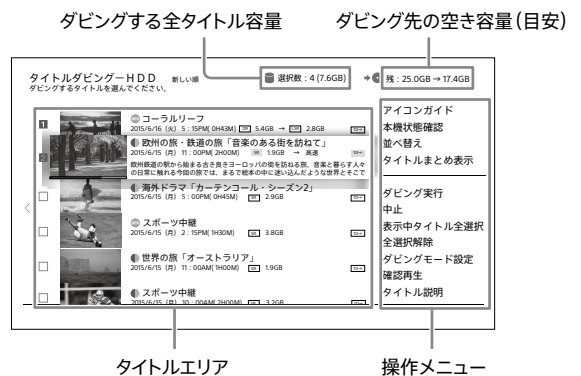 ダビングする全タイトル容量
ダビング先の空き容量（目安）
タイトルダビングーHDD 新しい順
ダビングするタイトルを選んでください。
選択数：4 (7.6GB)
残：25.0GB → 17.4GB
1
コーラルリーフ
2015/6/16（火）5：15PM( 0H43M) DR 5.4GB → LSR 2.8GB
2
欧州の旅・鉄道の旅「音楽のある街を訪ねて」
2015/6/15（月）11：00PM( 2H00M) SR 1.9GB → 高速
欧州鉄道の駅から始まる古き良きヨーロッパの街を訪ねる旅、音楽と暮らす人々
の日常に触れる今回の旅では、まるで絵本の中に迷い込んだような世界とそこで
海外ドラマ「カーテンコール・シーズン2」
2015/6/15（月）5：00PM( 0H45M) SR 2.9GB
スポーツ中継
2015/6/15（月）2：15PM( 1H30M) SR 3.8GB
世界の旅「オーストラリア」
2015/6/15（月）11：00AM( 1H00M) SR 1.9GB
スポーツ中継
2015/6/15（月）10：00AM( 2H00M) SR 3.2GB
アイコンガイド
本機状態確認
並べ替え
タイトルまとめ表示
ダビング実行
中止
表示中タイトル全選択
全選択解除
ダビングモード設定
確認再生
タイトル説明
タイトルエリア
操作メニュー